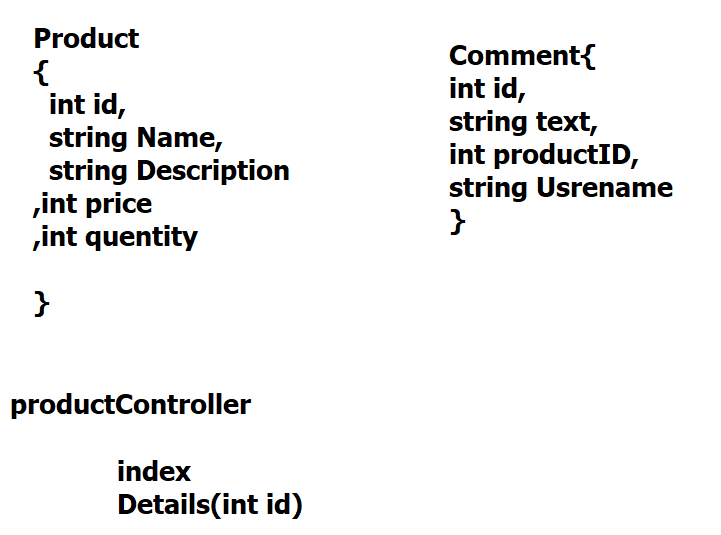 Product
{
int id,
string Name,
string Description
,int price
,int quentity
}
Comment{
int id,
string text,
int productID,
string Usrename
}
productController
index
Details(int id)